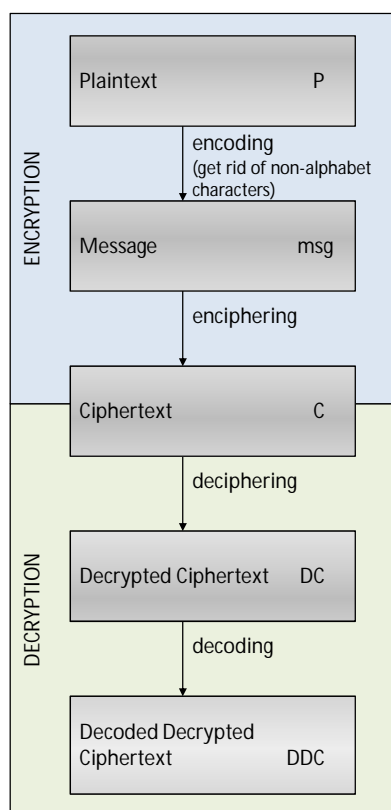 Plaintext P
encoding
(get rid of non-alphabet
characters)
ENCRYPTION
Message msg
enciphering
Ciphertext C
deciphering
DECRYPTION
Decrypted Ciphertext DC
decoding
Decoded Decrypted
Ciphertext DDC